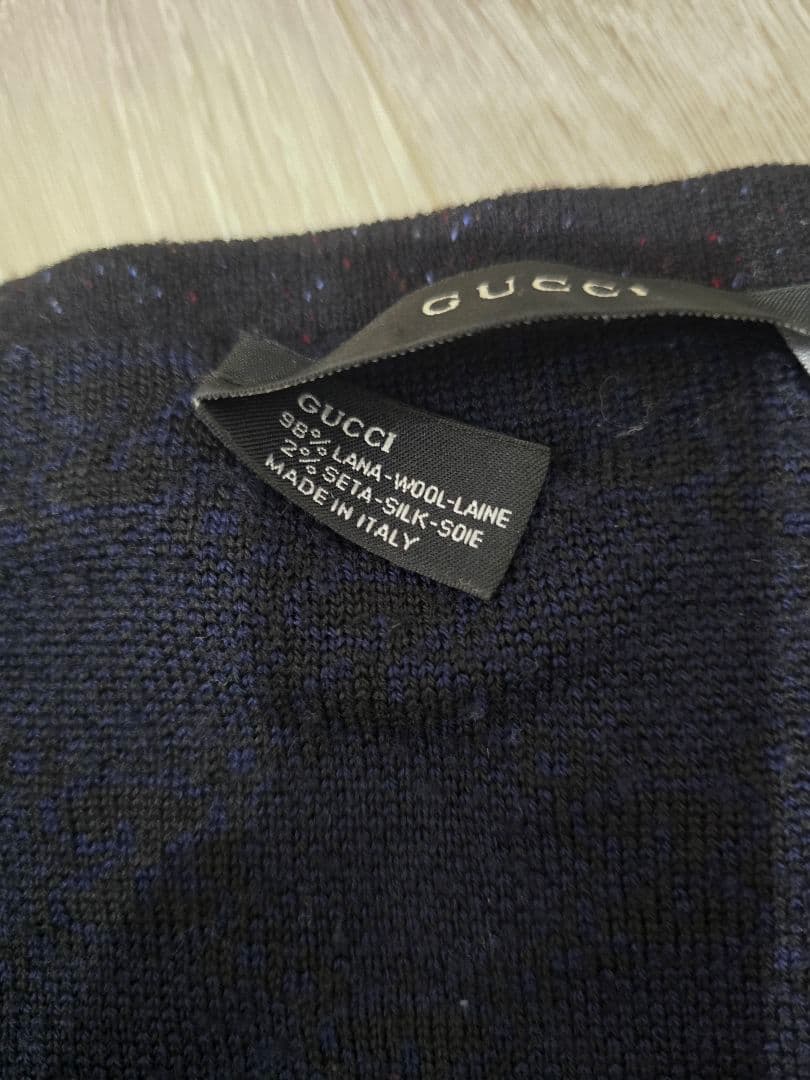 GUCCI
GUCCI
98% LANA-WOOL-LAINE
2% SETA-SILK-SOIE
MADE IN ITALY